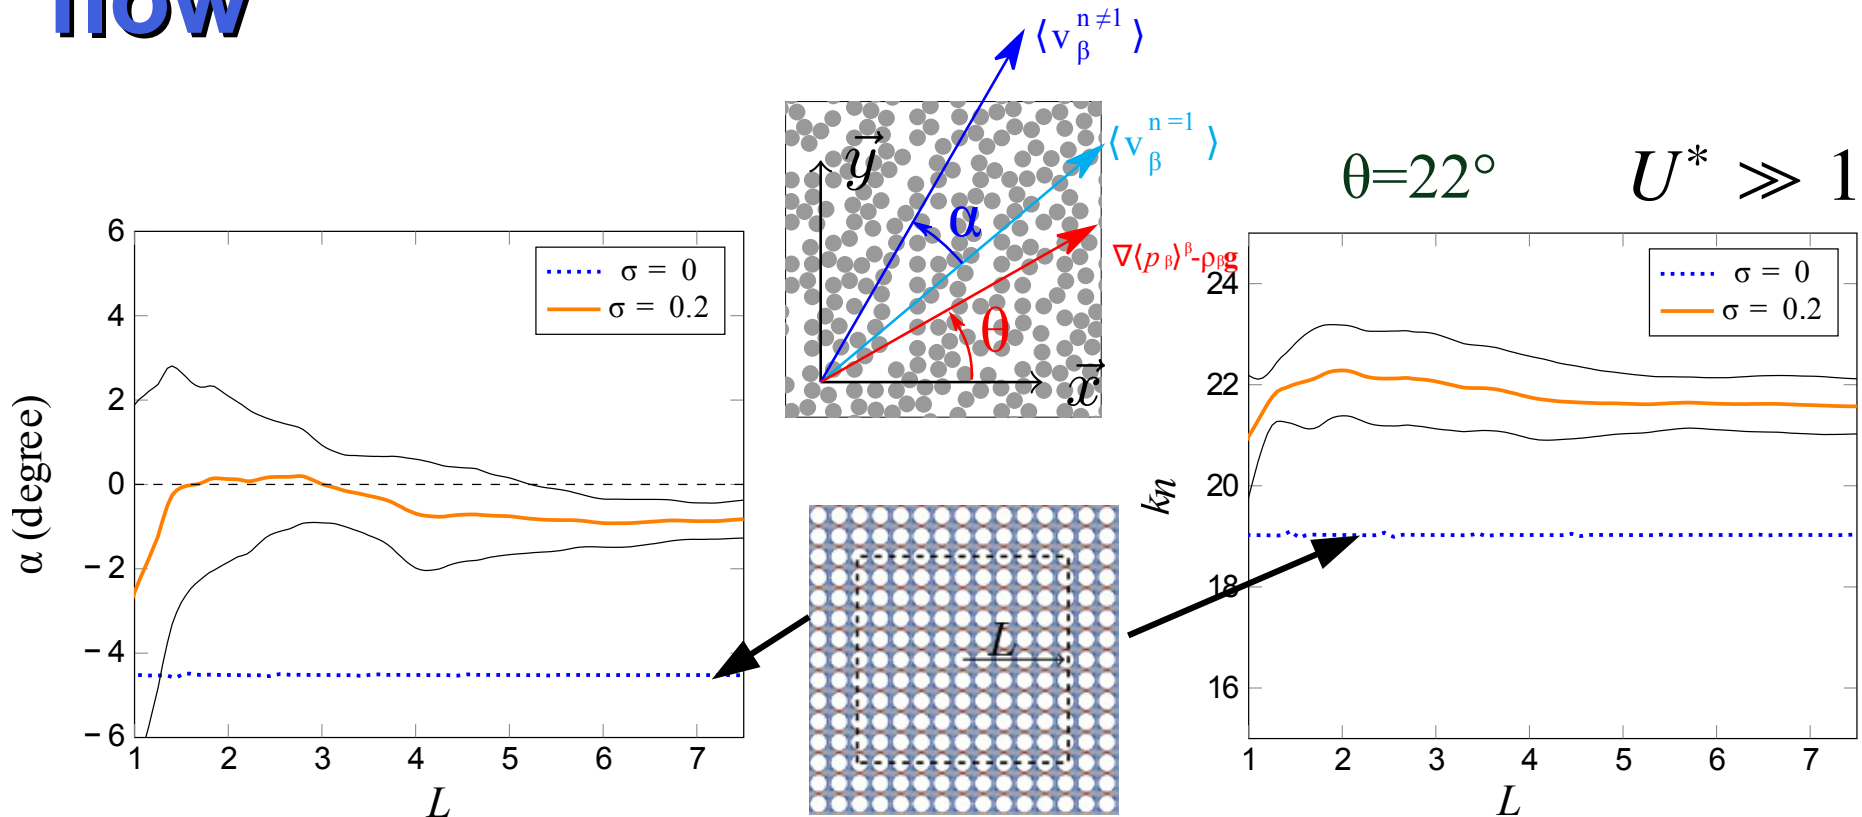 flow
⟨v_β^{n≠1}⟩
⟨v_β^{n=1}⟩
∇⟨p_β⟩^β-ρ_β**g**
y⃗
α
θ
x⃗
θ=22°
U* ≫ 1
σ = 0
σ = 0.2
6
4
2
0
−2
−4
−6
α (degree)
1 2 3 4 5 6 7
L
L
σ = 0
σ = 0.2
24
22
20
18
16
kn
1 2 3 4 5 6 7
L